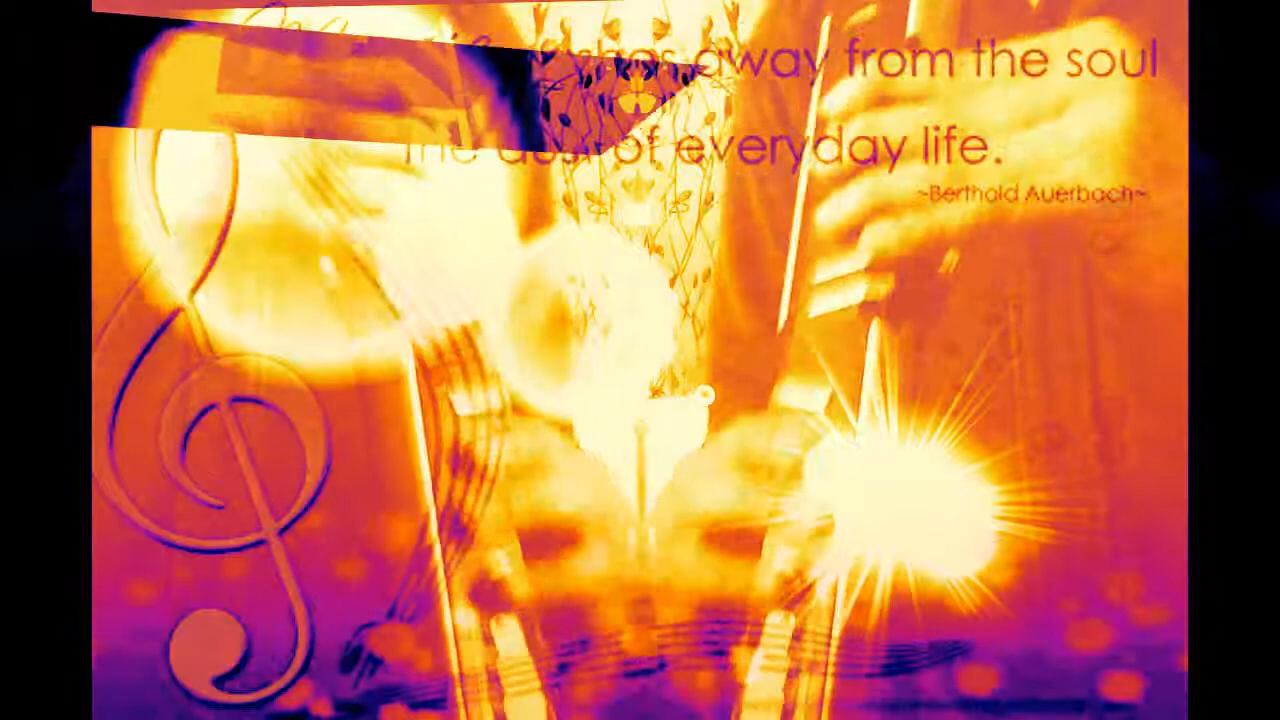 away from the soul
of everyday life.
~Berthold Auerbach~